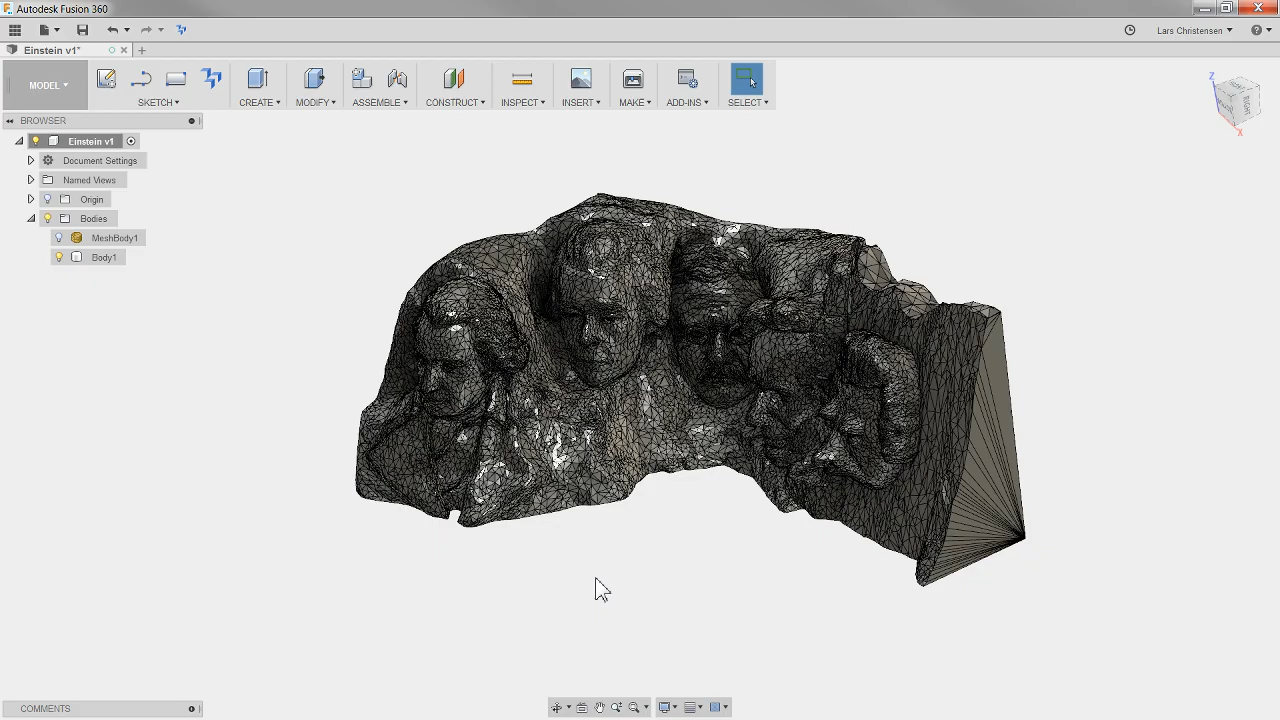 Autodesk Fusion 360
Lars Christensen
Einstein v1*
MODEL
SKETCH
CREATE
MODIFY
ASSEMBLE
CONSTRUCT
INSPECT
INSERT
MAKE
ADD-INS
SELECT
Z
X
BROWSER
Einstein v1
Document Settings
Named Views
Origin
Bodies
MeshBody1
Body1
COMMENTS